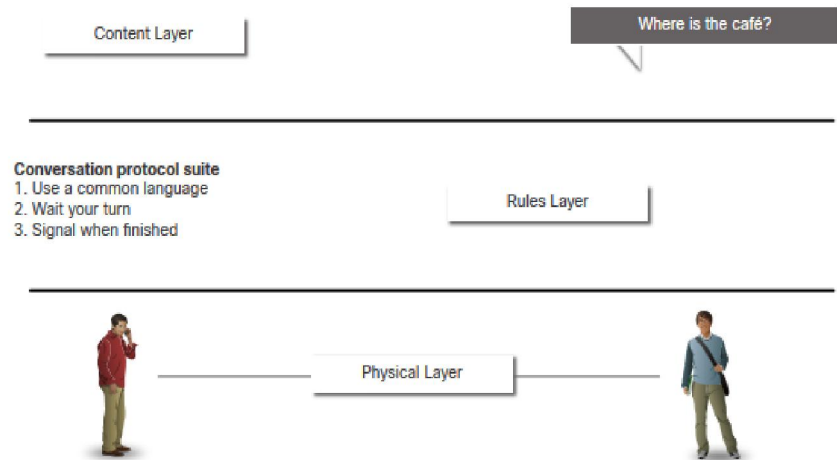 Content Layer
Where is the café?
Conversation protocol suite
1. Use a common language
2. Wait your turn
3. Signal when finished
Rules Layer
Physical Layer